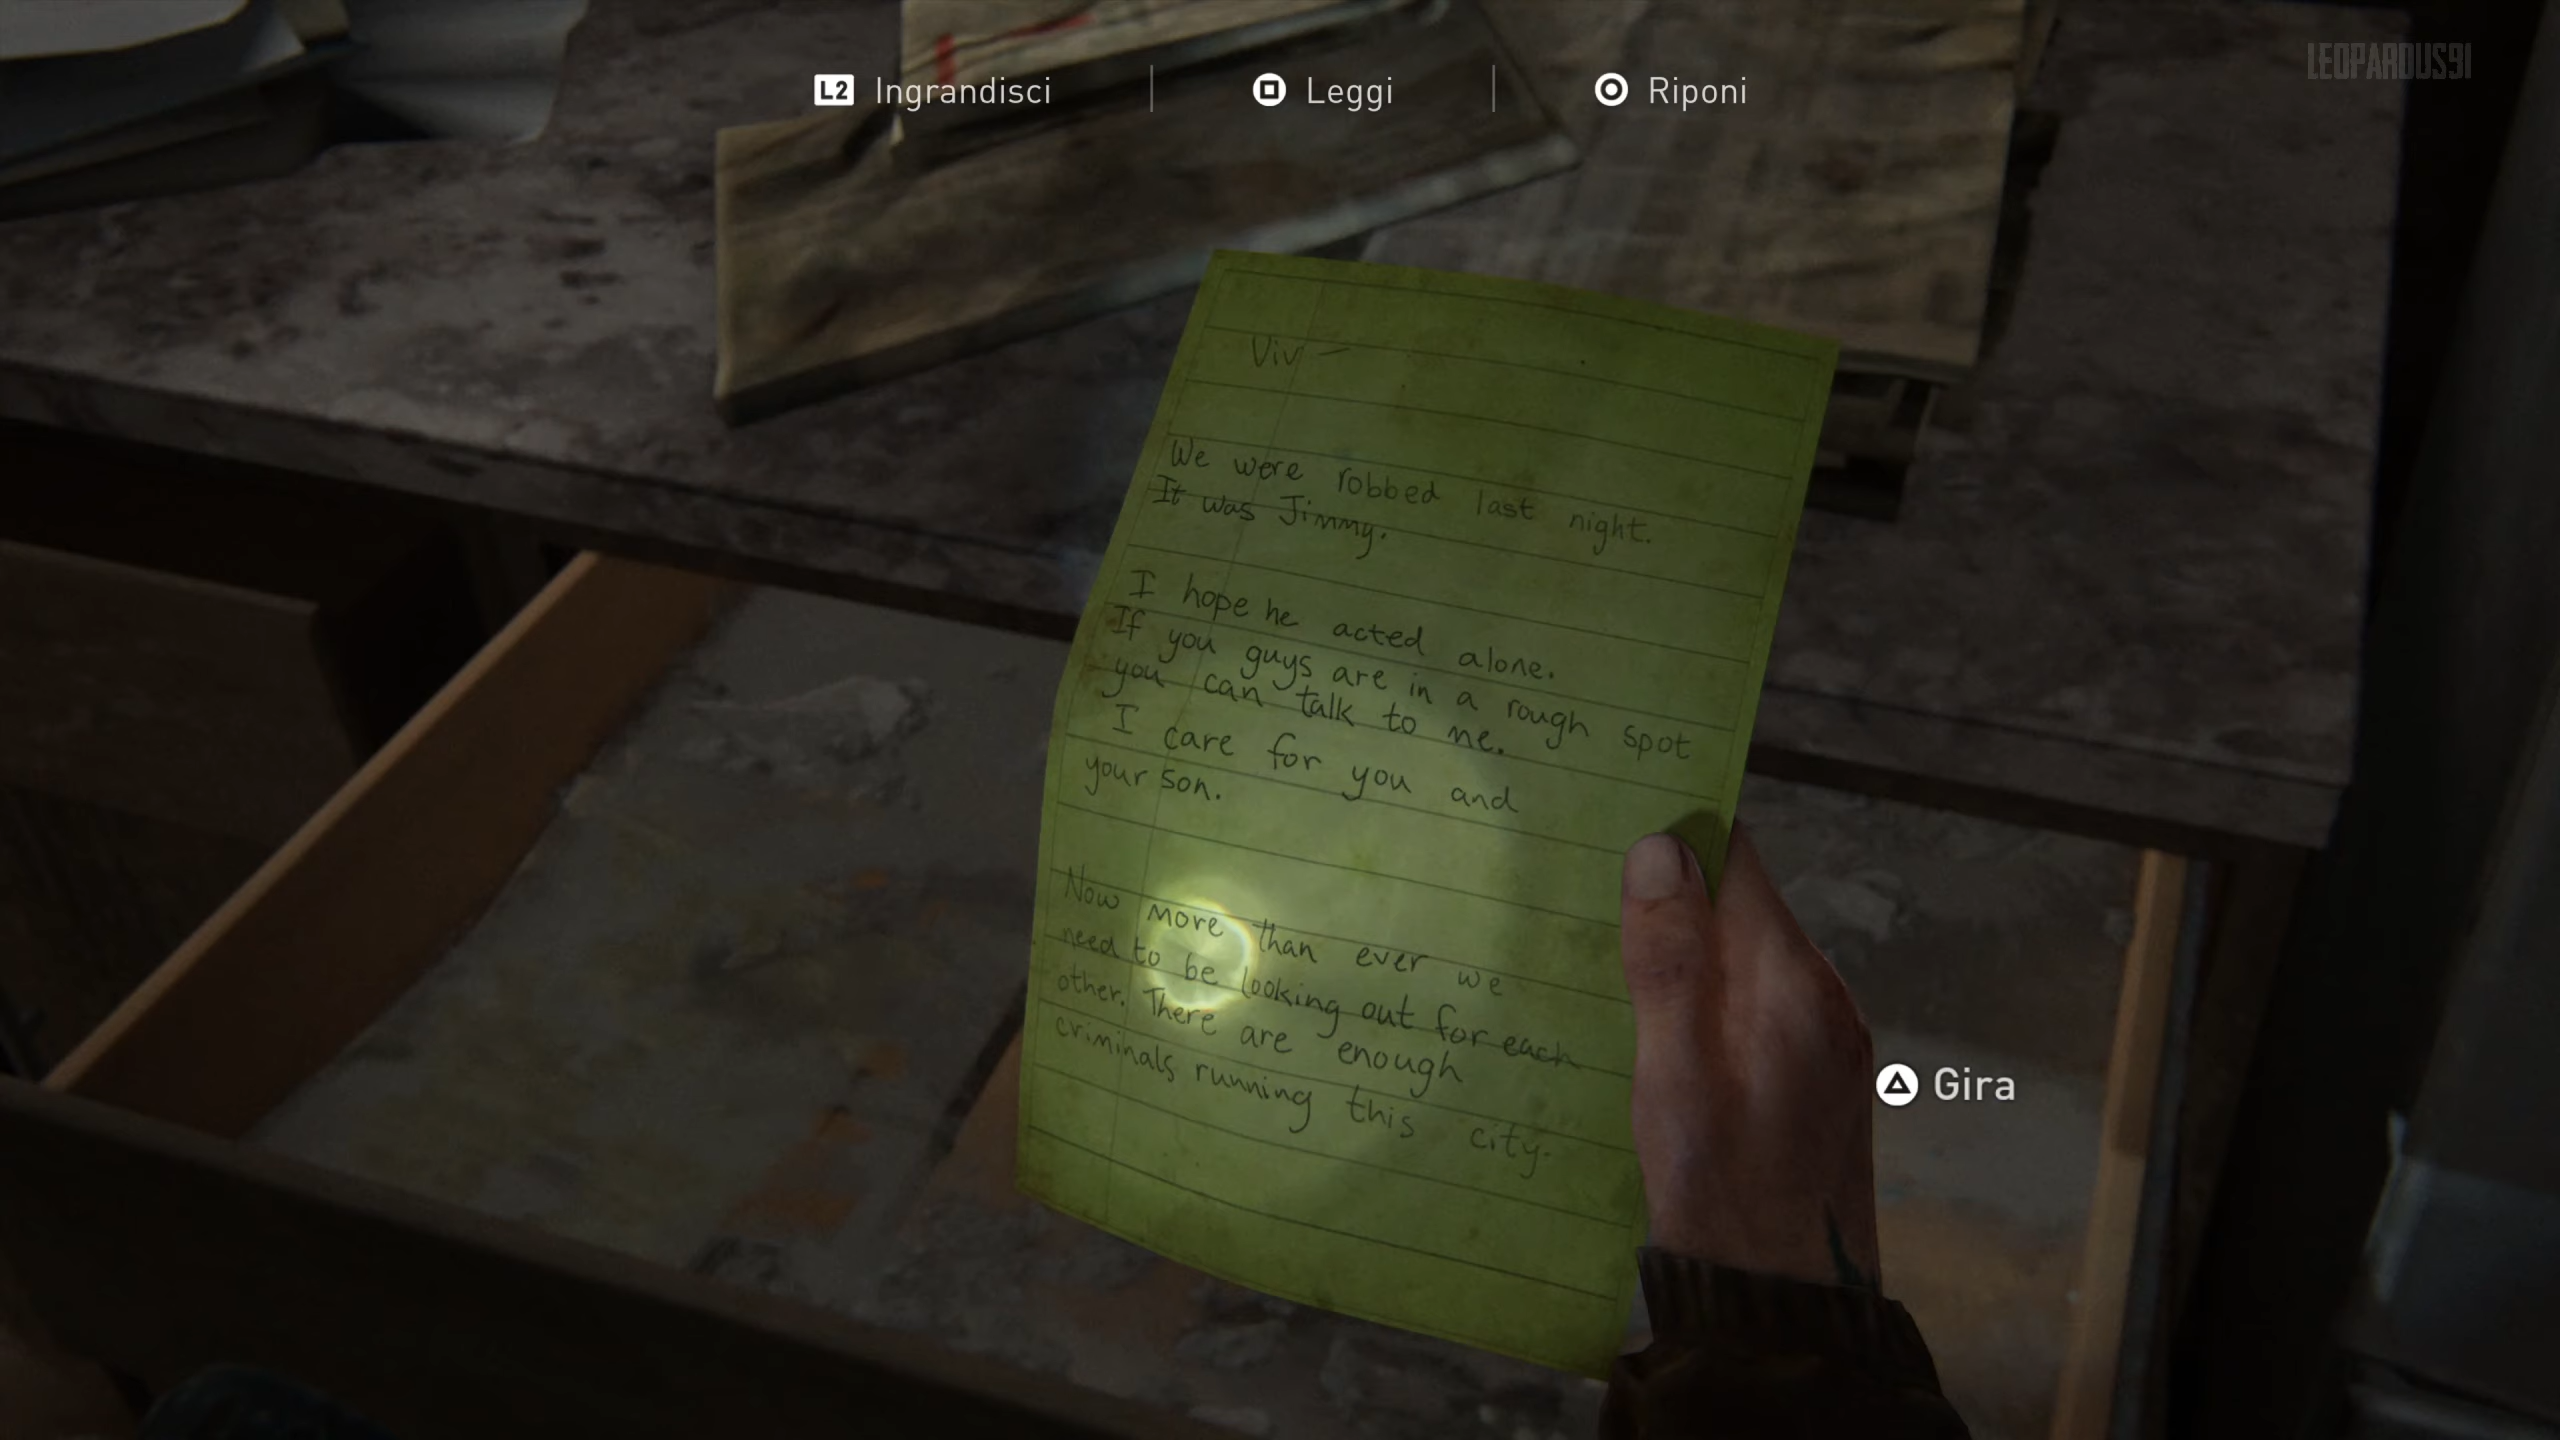 LEOPARDUS91
L2 Ingrandisci
Leggi
Riponi
Viv -
We were robbed last night.
It was Jimmy.
I hope he acted alone.
If you guys are in a rough spot
you can talk to me.
I care for you and
your son.
Now more than ever we
need to be looking out for each
other. There are enough
criminals running this city.
Gira